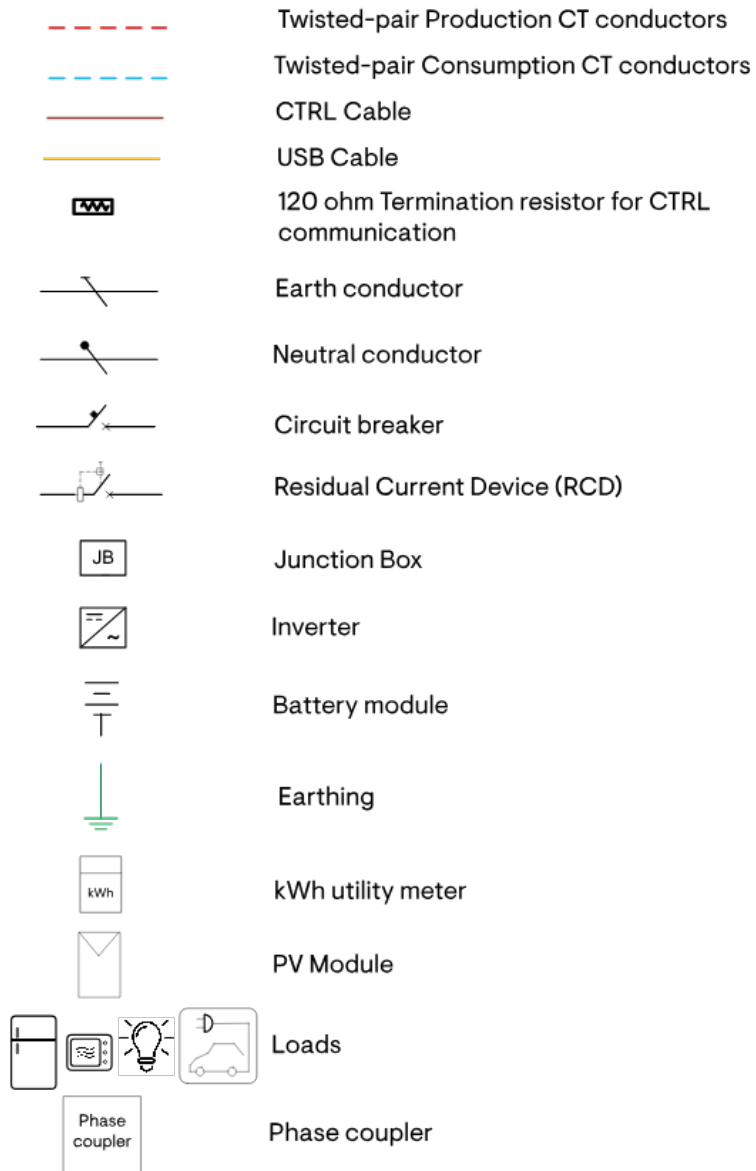 Twisted-pair Production CT conductors
Twisted-pair Consumption CT conductors
CTRL Cable
USB Cable
120 ohm Termination resistor for CTRL
communication
Earth conductor
Neutral conductor
Circuit breaker
Residual Current Device (RCD)
JB
Junction Box
Inverter
Battery module
Earthing
kWh
kWh utility meter
PV Module
Loads
Phase
coupler
Phase coupler